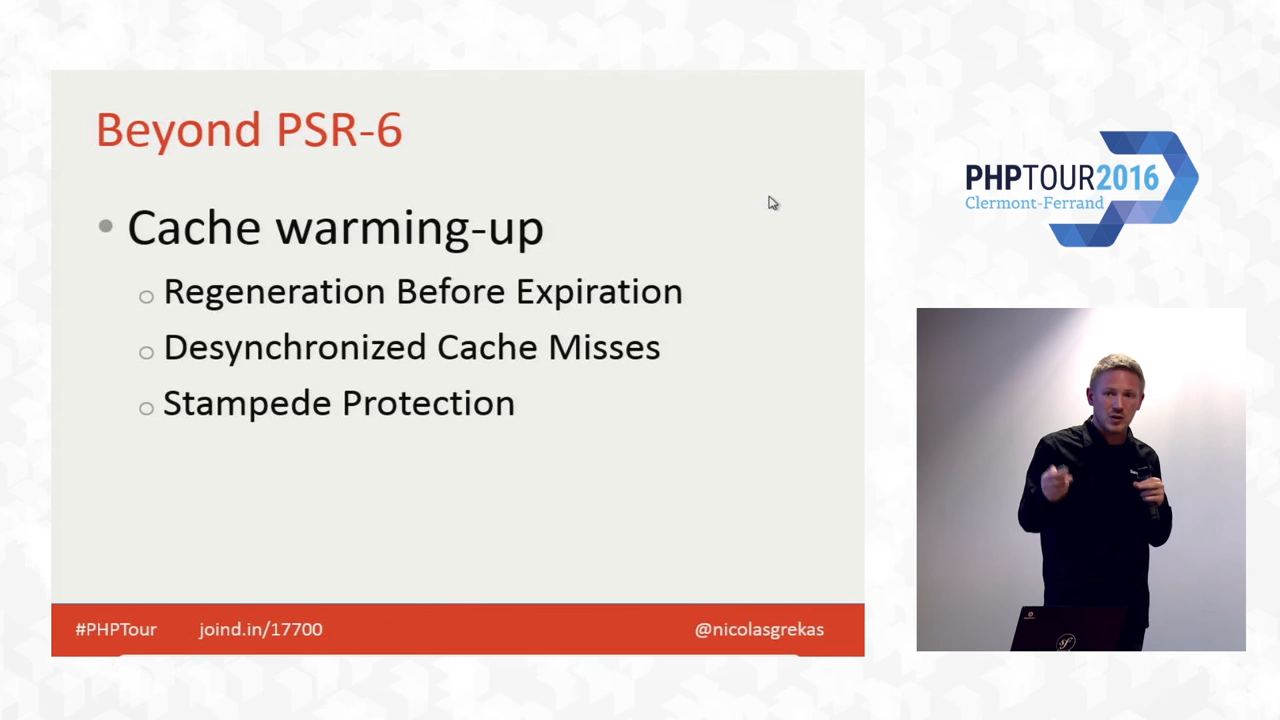 Beyond PSR-6
Cache warming-up
Regeneration Before Expiration
Desynchronized Cache Misses
Stampede Protection
#PHPTour joind.in/17700 @nicolasgrekas
PHPTOUR2016
Clermont-Ferrand
sf